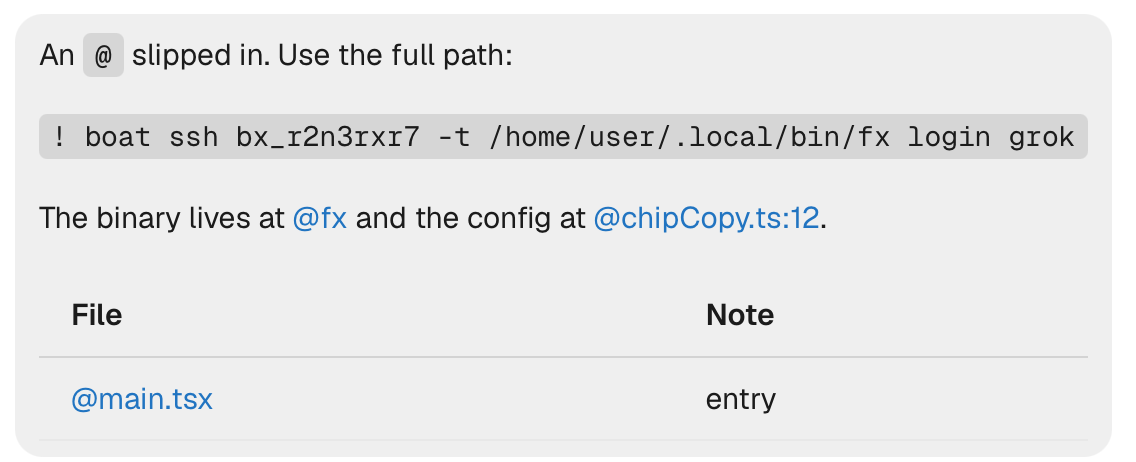 An @ slipped in. Use the full path:
! boat ssh bx_r2n3rxr7 -t /home/user/.local/bin/fx login grok
The binary lives at @fx and the config at @chipCopy.ts:12.
File Note
@main.tsx entry